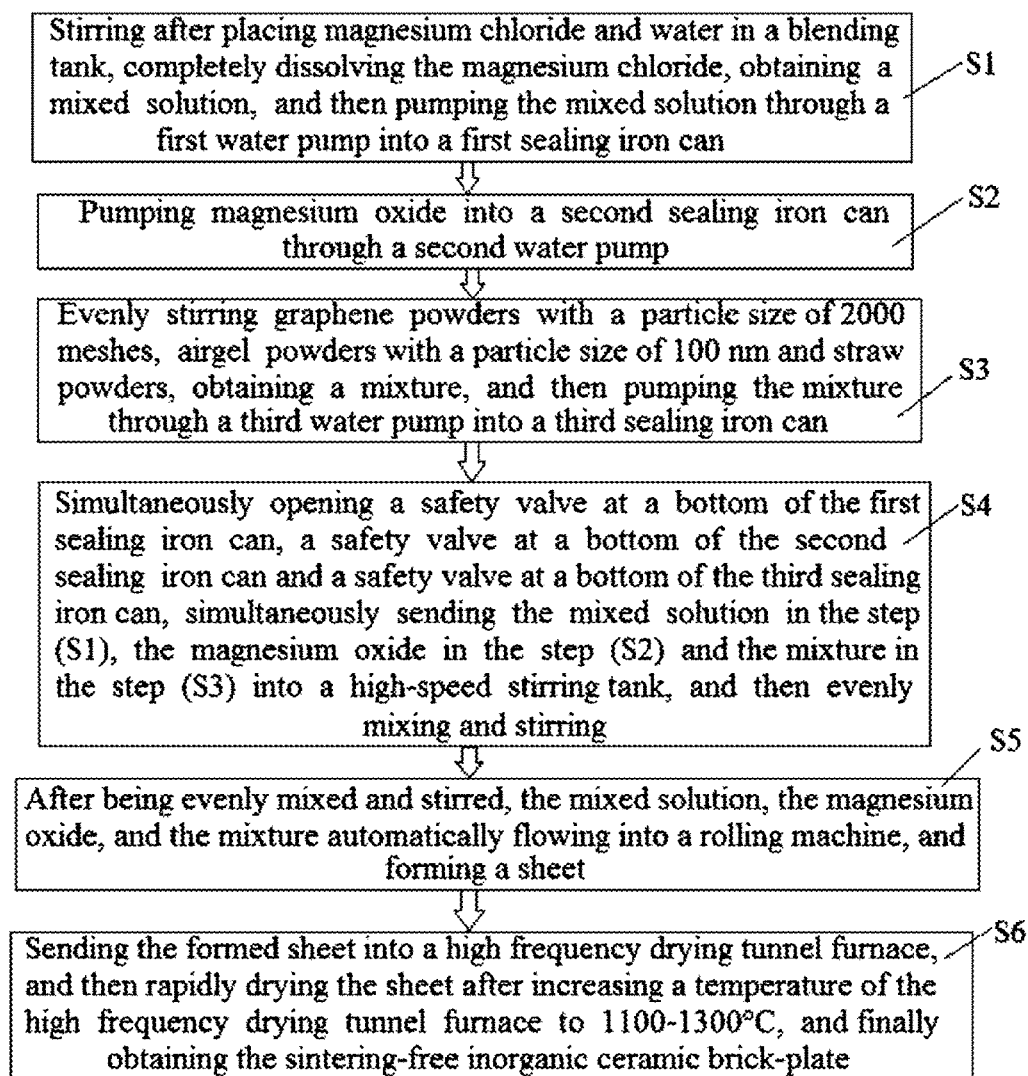 Stirring after placing magnesium chloride and water in a blending
tank, completely dissolving the magnesium chloride, obtaining a
mixed solution, and then pumping the mixed solution through a
first water pump into a first sealing iron can
S1
Pumping magnesium oxide into a second sealing iron can
through a second water pump
S2
Evenly stirring graphene powders with a particle size of 2000
meshes, airgel powders with a particle size of 100 nm and straw
powders, obtaining a mixture, and then pumping the mixture
through a third water pump into a third sealing iron can
S3
Simultaneously opening a safety valve at a bottom of the first
sealing iron can, a safety valve at a bottom of the second
sealing iron can and a safety valve at a bottom of the third sealing
iron can, simultaneously sending the mixed solution in the step
(S1), the magnesium oxide in the step (S2) and the mixture in
the step (S3) into a high-speed stirring tank, and then evenly
mixing and stirring
S4
After being evenly mixed and stirred, the mixed solution, the magnesium
oxide, and the mixture automatically flowing into a rolling machine, and
forming a sheet
S5
Sending the formed sheet into a high frequency drying tunnel furnace,
and then rapidly drying the sheet after increasing a temperature of the
high frequency drying tunnel furnace to 1100-1300°C, and finally
obtaining the sintering-free inorganic ceramic brick-plate
S6